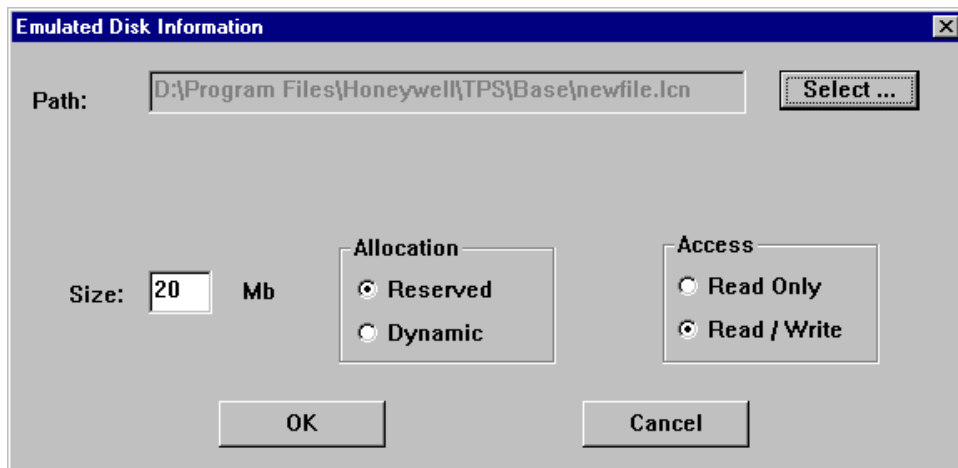 Emulated Disk Information
Path: D:\Program Files\Honeywell\TPS\Base\newfile.lcn Select ...
Allocation Access
Size: 20 Mb Reserved Read Only
Dynamic Read / Write
OK Cancel